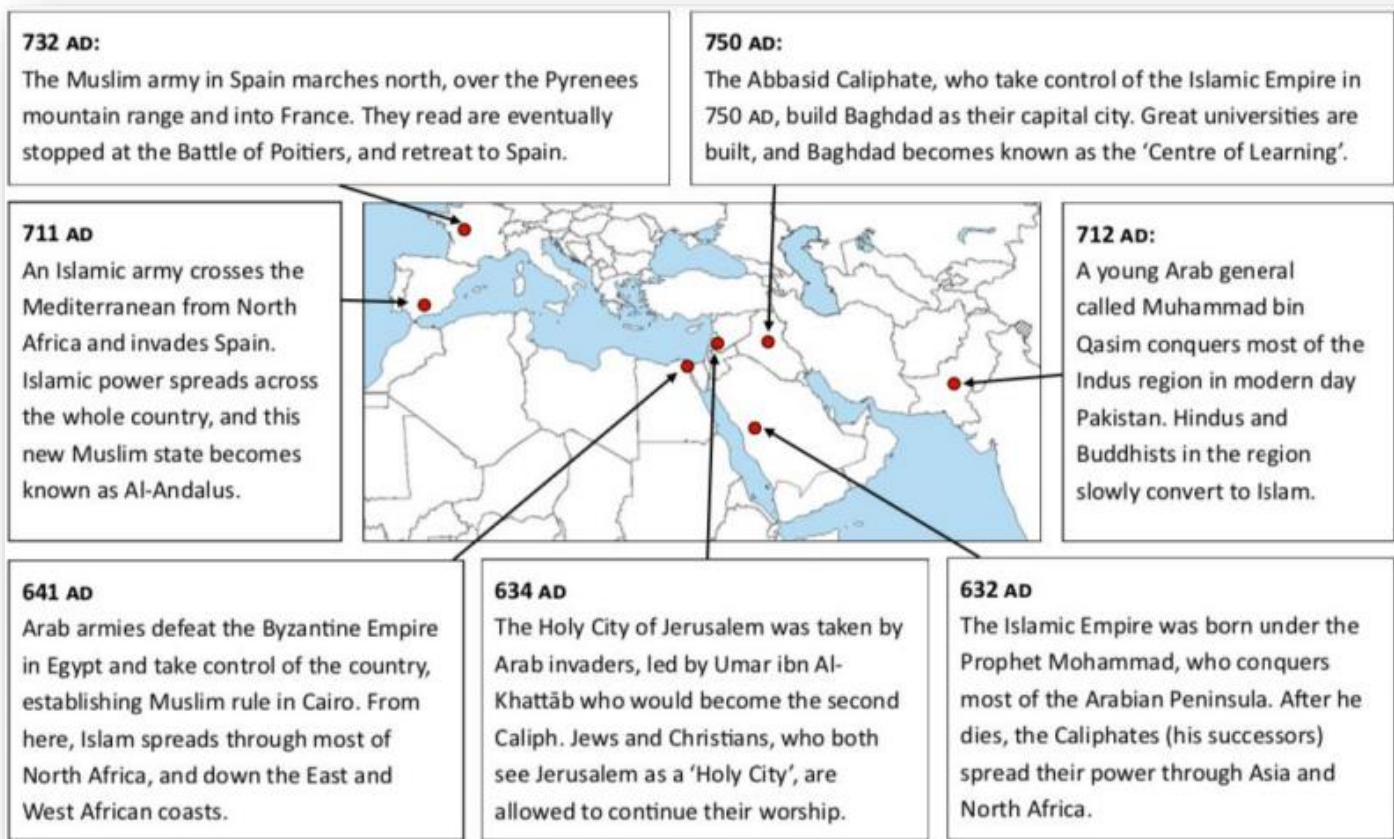 732 AD:
The Muslim army in Spain marches north, over the Pyrenees
mountain range and into France. They read are eventually
stopped at the Battle of Poitiers, and retreat to Spain.
750 AD:
The Abbasid Caliphate, who take control of the Islamic Empire in
750 AD, build Baghdad as their capital city. Great universities are
built, and Baghdad becomes known as the ‘Centre of Learning’.
711 AD
An Islamic army crosses the
Mediterranean from North
Africa and invades Spain.
Islamic power spreads across
the whole country, and this
new Muslim state becomes
known as Al-Andalus.
712 AD:
A young Arab general
called Muhammad bin
Qasim conquers most of the
Indus region in modern day
Pakistan. Hindus and
Buddhists in the region
slowly convert to Islam.
641 AD
Arab armies defeat the Byzantine Empire
in Egypt and take control of the country,
establishing Muslim rule in Cairo. From
here, Islam spreads through most of
North Africa, and down the East and
West African coasts.
634 AD
The Holy City of Jerusalem was taken by
Arab invaders, led by Umar ibn Al-
Khattāb who would become the second
Caliph. Jews and Christians, who both
see Jerusalem as a ‘Holy City’, are
allowed to continue their worship.
632 AD
The Islamic Empire was born under the
Prophet Mohammad, who conquers
most of the Arabian Peninsula. After he
dies, the Caliphates (his successors)
spread their power through Asia and
North Africa.